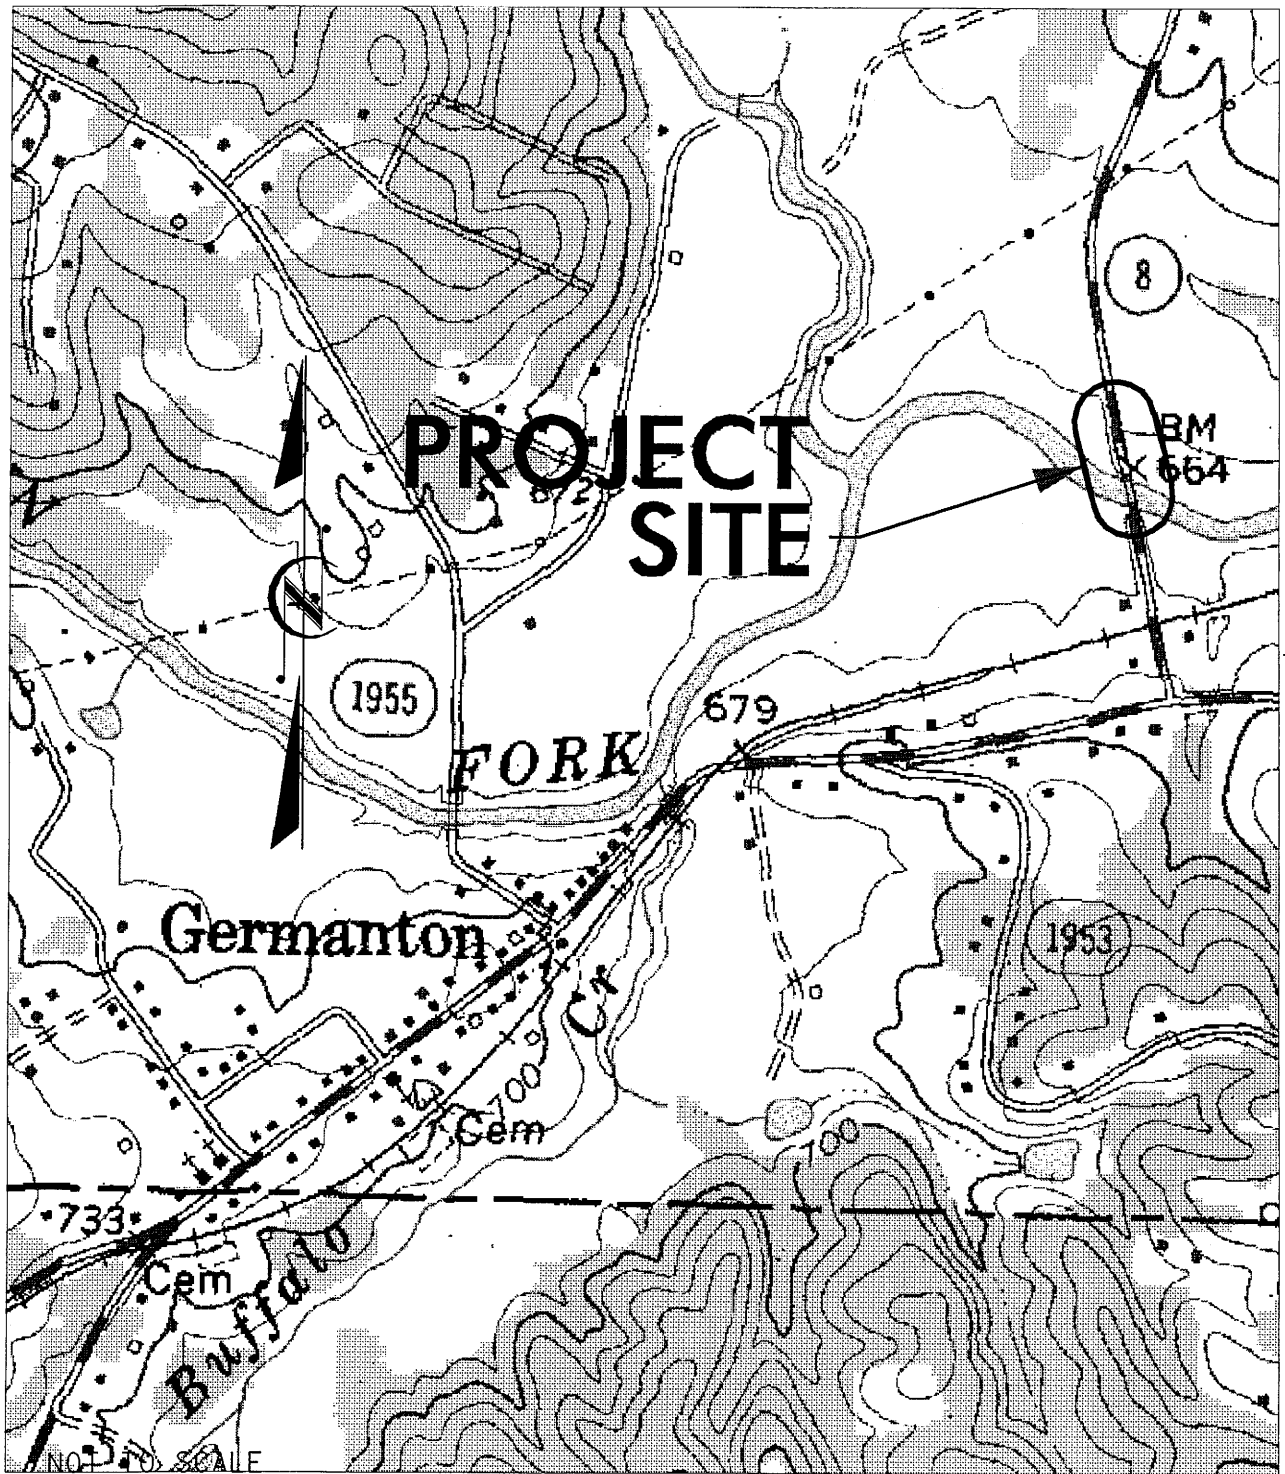 8
PROJECT
SITE
BM
664
1955
679
FORK
Germanton
1953
Cr
700
Cem
00
733
Cem
Buffalo
NOT TO SCALE